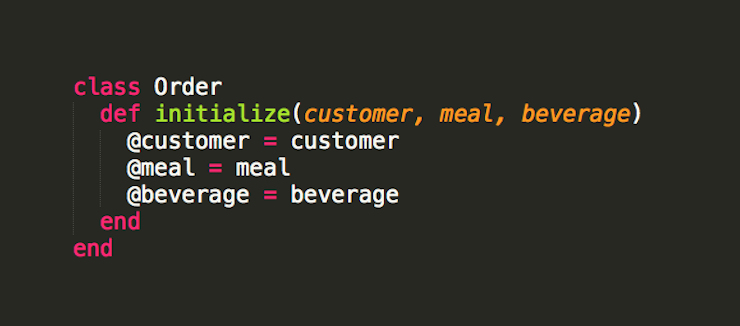 class Order
  def initialize(customer, meal, beverage)
    @customer = customer
    @meal = meal
    @beverage = beverage
  end
end